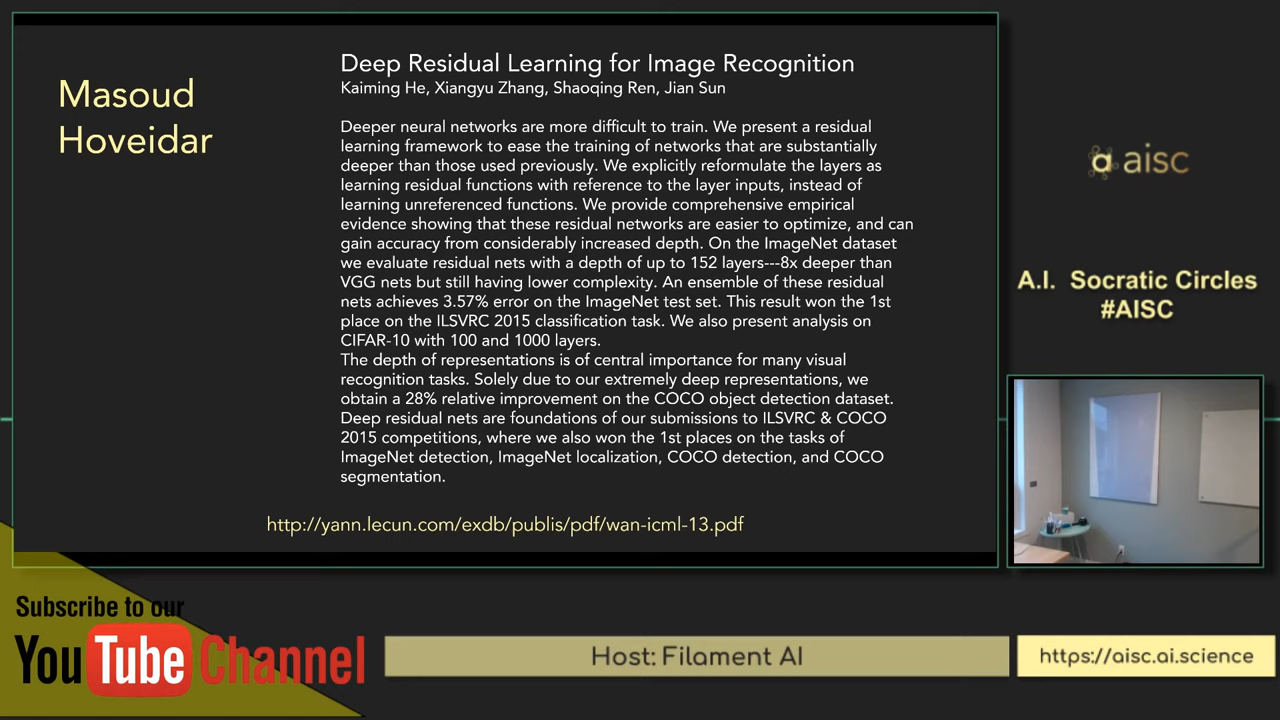 Masoud
Hoveidar
Deep Residual Learning for Image Recognition
Kaiming He, Xiangyu Zhang, Shaoqing Ren, Jian Sun
Deeper neural networks are more difficult to train. We present a residual
learning framework to ease the training of networks that are substantially
deeper than those used previously. We explicitly reformulate the layers as
learning residual functions with reference to the layer inputs, instead of
learning unreferenced functions. We provide comprehensive empirical
evidence showing that these residual networks are easier to optimize, and can
gain accuracy from considerably increased depth. On the ImageNet dataset
we evaluate residual nets with a depth of up to 152 layers---8x deeper than
VGG nets but still having lower complexity. An ensemble of these residual
nets achieves 3.57% error on the ImageNet test set. This result won the 1st
place on the ILSVRC 2015 classification task. We also present analysis on
CIFAR-10 with 100 and 1000 layers.
The depth of representations is of central importance for many visual
recognition tasks. Solely due to our extremely deep representations, we
obtain a 28% relative improvement on the COCO object detection dataset.
Deep residual nets are foundations of our submissions to ILSVRC & COCO
2015 competitions, where we also won the 1st places on the tasks of
ImageNet detection, ImageNet localization, COCO detection, and COCO
segmentation.
http://yann.lecun.com/exdb/publis/pdf/wan-icml-13.pdf
a aisc
A.I. Socratic Circles
#AISC
Subscribe to our
YouTube Channel
Host: Filament AI
https://aisc.ai.science